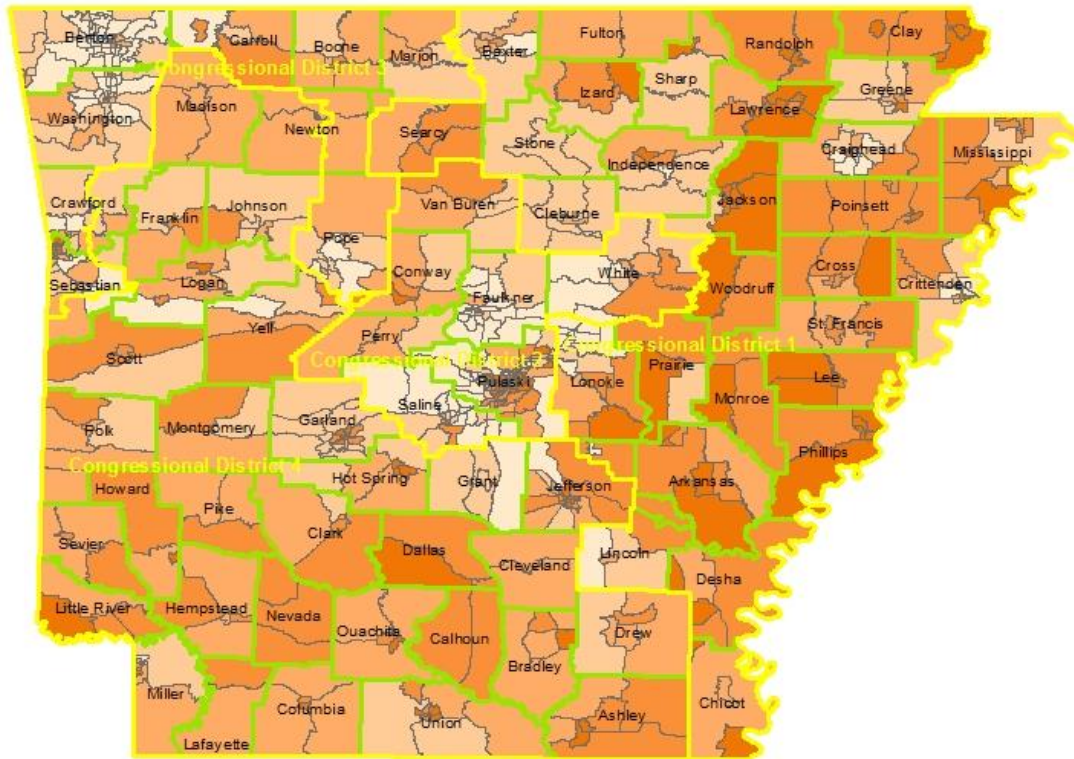 Benton
Carroll
Boone
Marion
Baxter
Fulton
Randolph
Clay
Congressional District 3
Sharp
Izard
Greene
Madison
Lawrence
Washington
Newton
Searcy
Stone
Independence
Craighead
Mississippi
Crawford
Franklin
Johnson
Van Buren
Cleburne
Jackson
Poinsett
Pope
Conway
White
Cross
Sebastian
Logan
Faulkner
Woodruff
Crittenden
Yell
Perry
St. Francis
Scott
Congressional District 2
Congressional District 1
Pulaski
Lonoke
Prairie
Lee
Saline
Monroe
Polk
Montgomery
Garland
Phillips
Congressional District 4
Hot Spring
Grant
Jefferson
Arkansas
Howard
Pike
Clark
Sevier
Dallas
Cleveland
Lincoln
Desha
Little River
Hempstead
Nevada
Ouachita
Calhoun
Drew
Bradley
Miller
Columbia
Union
Ashley
Chicot
Lafayette